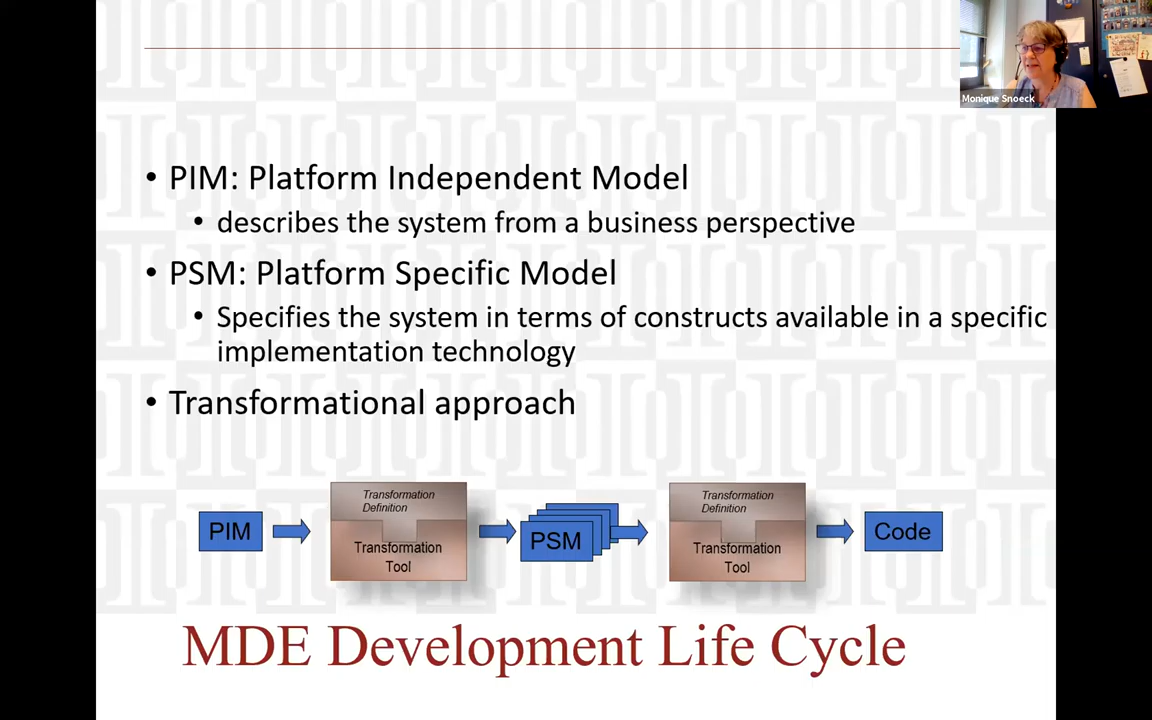 Monique Snoeck
• PIM: Platform Independent Model
• describes the system from a business perspective
• PSM: Platform Specific Model
• Specifies the system in terms of constructs available in a specific
implementation technology
• Transformational approach
PIM
Transformation
Definition
Transformation
Tool
PSM
Transformation
Definition
Transformation
Tool
Code
MDE Development Life Cycle